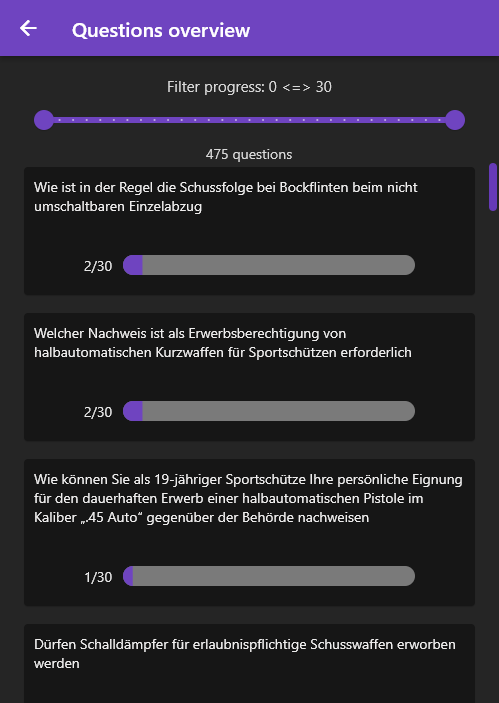 Questions overview
Filter progress: 0 <=> 30
475 questions
Wie ist in der Regel die Schussfolge bei Bockflinten beim nicht
umschaltbaren Einzelabzug
2/30
Welcher Nachweis ist als Erwerbsberechtigung von
halbautomatischen Kurzwaffen für Sportschützen erforderlich
2/30
Wie können Sie als 19-jähriger Sportschütze Ihre persönliche Eignung
für den dauerhaften Erwerb einer halbautomatischen Pistole im
Kaliber „.45 Auto“ gegenüber der Behörde nachweisen
1/30
Dürfen Schalldämpfer für erlaubnispflichtige Schusswaffen erworben
werden